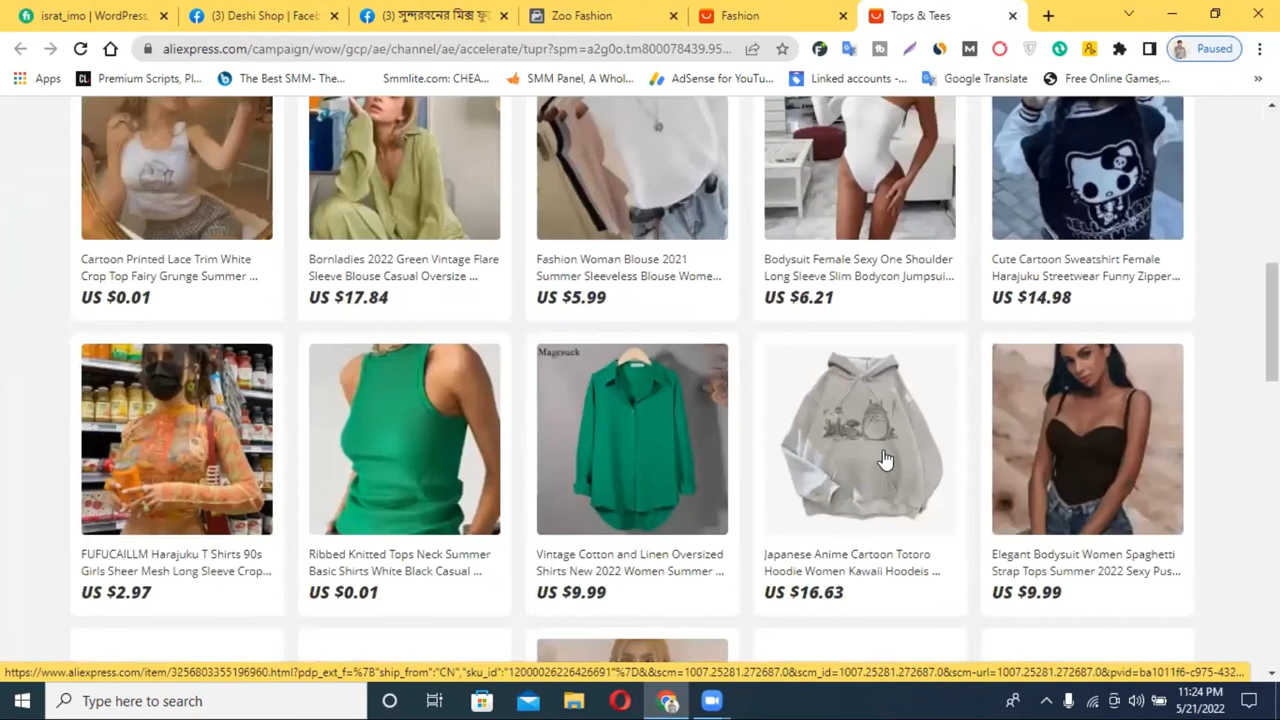 israt_imo | WordPress,
(3) Deshi Shop | Faceb
(3) সুন্দরবনের মিক্স ফু
Zoo Fashion
Fashion
Tops & Tees
aliexpress.com/campaign/wow/gcp/ae/channel/ae/accelerate/tupr?spm=a2g0o.tm800078439.95...
Paused
Apps
Premium Scripts, Pl...
The Best SMM- The...
Smmlite.com: CHEA...
SMM Panel, A Whol...
AdSense for YouTu...
Linked accounts -...
Google Translate
Free Online Games,...
Cartoon Printed Lace Trim White
Crop Top Fairy Grunge Summer ...
US $0.01
Bornladies 2022 Green Vintage Flare
Sleeve Blouse Casual Oversize ...
US $17.84
Fashion Woman Blouse 2021
Summer Sleeveless Blouse Wome...
US $5.99
Bodysuit Female Sexy One Shoulder
Long Sleeve Slim Bodycon Jumpsui...
US $6.21
Cute Cartoon Sweatshirt Female
Harajuku Streetwear Funny Zipper...
US $14.98
Magesuck
FUFUCAILLM Harajuku T Shirts 90s
Girls Sheer Mesh Long Sleeve Crop...
US $2.97
Ribbed Knitted Tops Neck Summer
Basic Shirts White Black Casual ...
US $0.01
Vintage Cotton and Linen Oversized
Shirts New 2022 Women Summer ...
US $9.99
Japanese Anime Cartoon Totoro
Hoodie Women Kawaii Hoodeis ...
US $16.63
Elegant Bodysuit Women Spaghetti
Strap Tops Summer 2022 Sexy Pus...
US $9.99
https://www.aliexpress.com/item/3256803355196960.html?pdp_ext_f=%7B"ship_from":"CN","sku_id":"12000026226426691"%7D&&scm=1007.25281.272687.0&scm_id=1007.25281.272687.0&scm-url=1007.25281.272687.0&pvid=ba1011f6-c975-432...
Type here to search
11:24 PM
5/21/2022